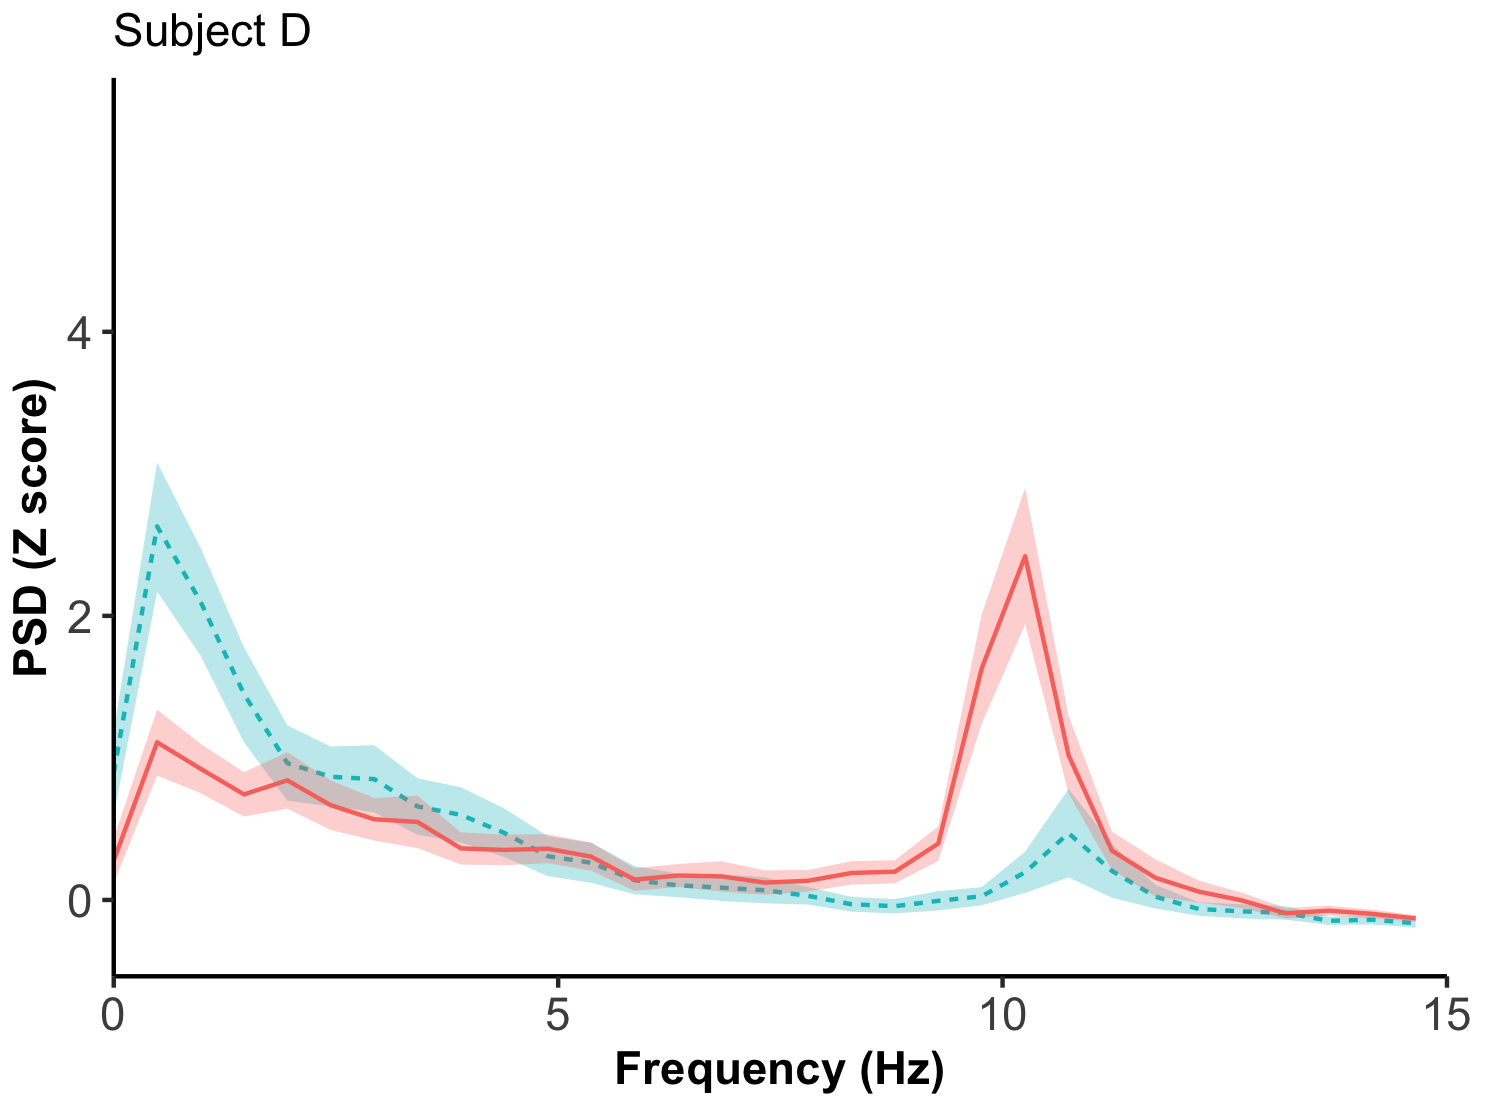 Subject D
PSD (Z score)
4
2
0
0 5 10 15
Frequency (Hz)